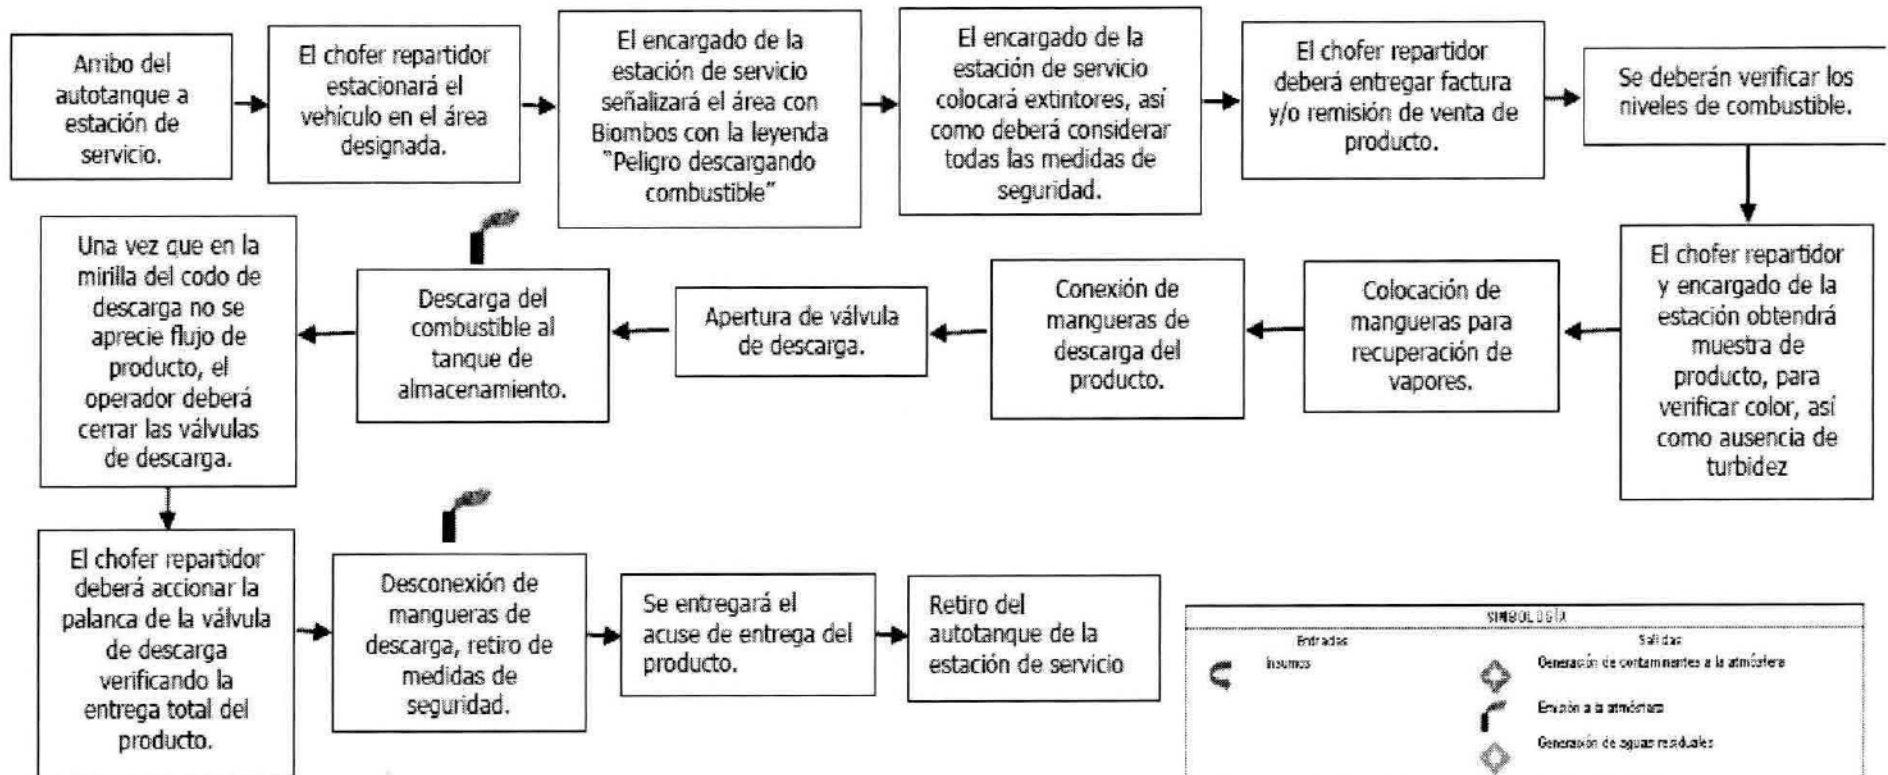 Arribo del
autotanque a
estación de
servicio.
El chofer repartidor
estacionará el
vehículo en el área
designada.
El encargado de la
estación de servicio
señalizará el área con
Biombos con la leyenda
"Peligro descargando
combustible"
El encargado de la
estación de servicio
colocará extintores, así
como deberá considerar
todas las medidas de
seguridad.
El chofer repartidor
deberá entregar factura
y/o remisión de venta de
producto.
Se deberán verificar los
niveles de combustible.
El chofer repartidor
y encargado de la
estación obtendrá
muestra de
producto, para
verificar color, así
como ausencia de
turbidez
Colocación de
mangueras para
recuperación de
vapores.
Conexión de
mangueras de
descarga del
producto.
Apertura de válvula
de descarga.
Descarga del
combustible al
tanque de
almacenamiento.
Una vez que en la
mirilla del codo de
descarga no se
aprecie flujo de
producto, el
operador deberá
cerrar las válvulas
de descarga.
El chofer repartidor
deberá accionar la
palanca de la válvula
de descarga
verificando la
entrega total del
producto.
Desconexión de
mangueras de
descarga, retiro de
medidas de
seguridad.
Se entregará el
acuse de entrega del
producto.
Retiro del
autotanque de la
estación de servicio
SIMBOLOGÍA
Entradas
Salidas
Insumos
Generación de contaminantes a la atmósfera
Emisión a la atmósfera
Generación de aguas residuales